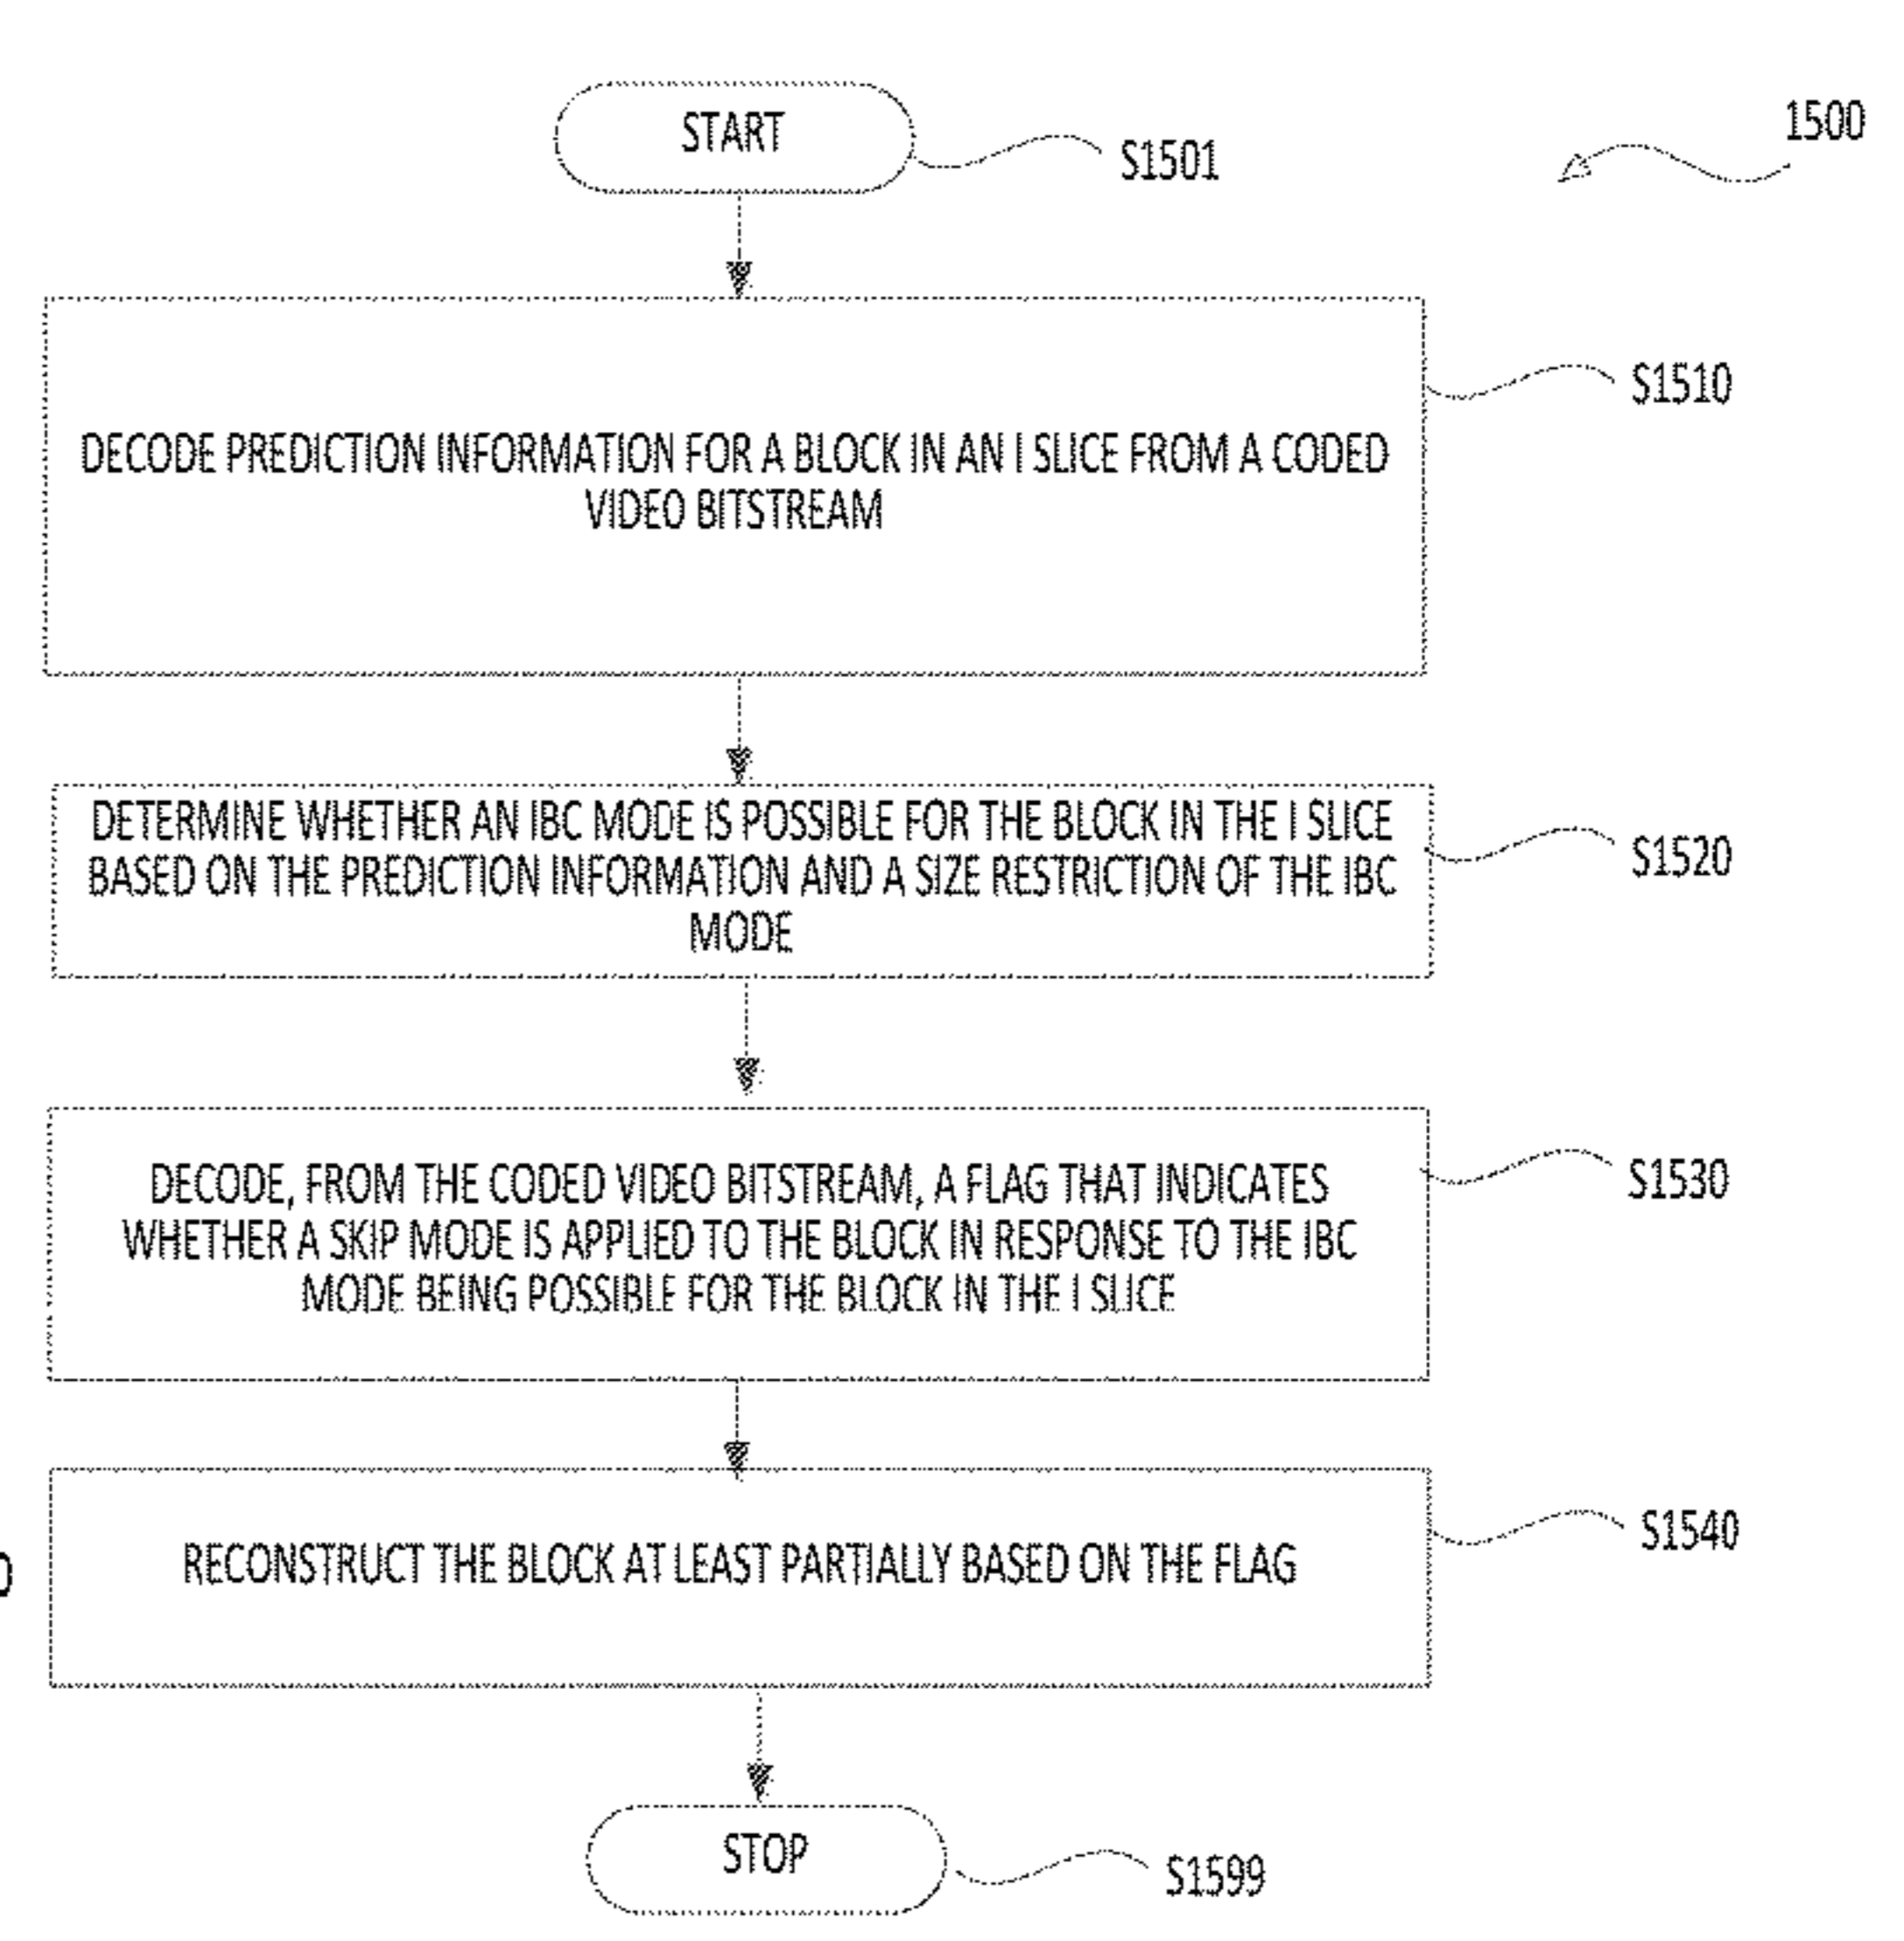 START
S1501
1500
DECODE PREDICTION INFORMATION FOR A BLOCK IN AN I SLICE FROM A CODED
VIDEO BITSTREAM
S1510
DETERMINE WHETHER AN IBC MODE IS POSSIBLE FOR THE BLOCK IN THE I SLICE
BASED ON THE PREDICTION INFORMATION AND A SIZE RESTRICTION OF THE IBC
MODE
S1520
DECODE, FROM THE CODED VIDEO BITSTREAM, A FLAG THAT INDICATES
WHETHER A SKIP MODE IS APPLIED TO THE BLOCK IN RESPONSE TO THE IBC
MODE BEING POSSIBLE FOR THE BLOCK IN THE I SLICE
S1530
RECONSTRUCT THE BLOCK AT LEAST PARTIALLY BASED ON THE FLAG
S1540
STOP
S1599